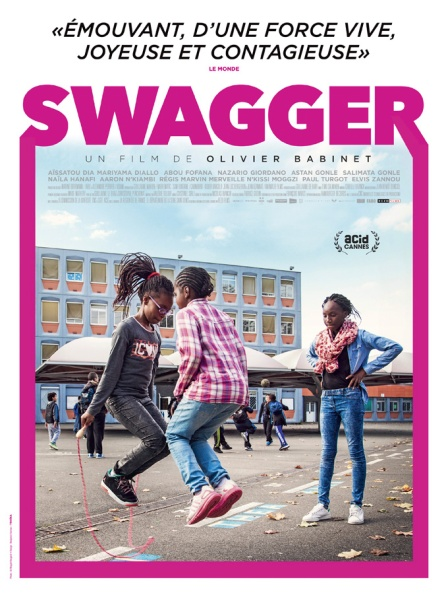 «ÉMOUVANT, D'UNE FORCE VIVE,
JOYEUSE ET CONTAGIEUSE»
LE MONDE
SWAGGER
UN FILM DE OLIVIER BABINET
AÏSSATOU DIA MARIYAMA DIALLO ABOU FOFANA NAZARIO GIORDANO ASTAN GONLE SALIMATA GONLE
NAÏLA HANAFI AARON N'KIAMBI RÉGIS MARVIN MERVEILLE N'KISSI MOGGZI PAUL TURGOT ELVIS ZANNOU
acid
CANNES